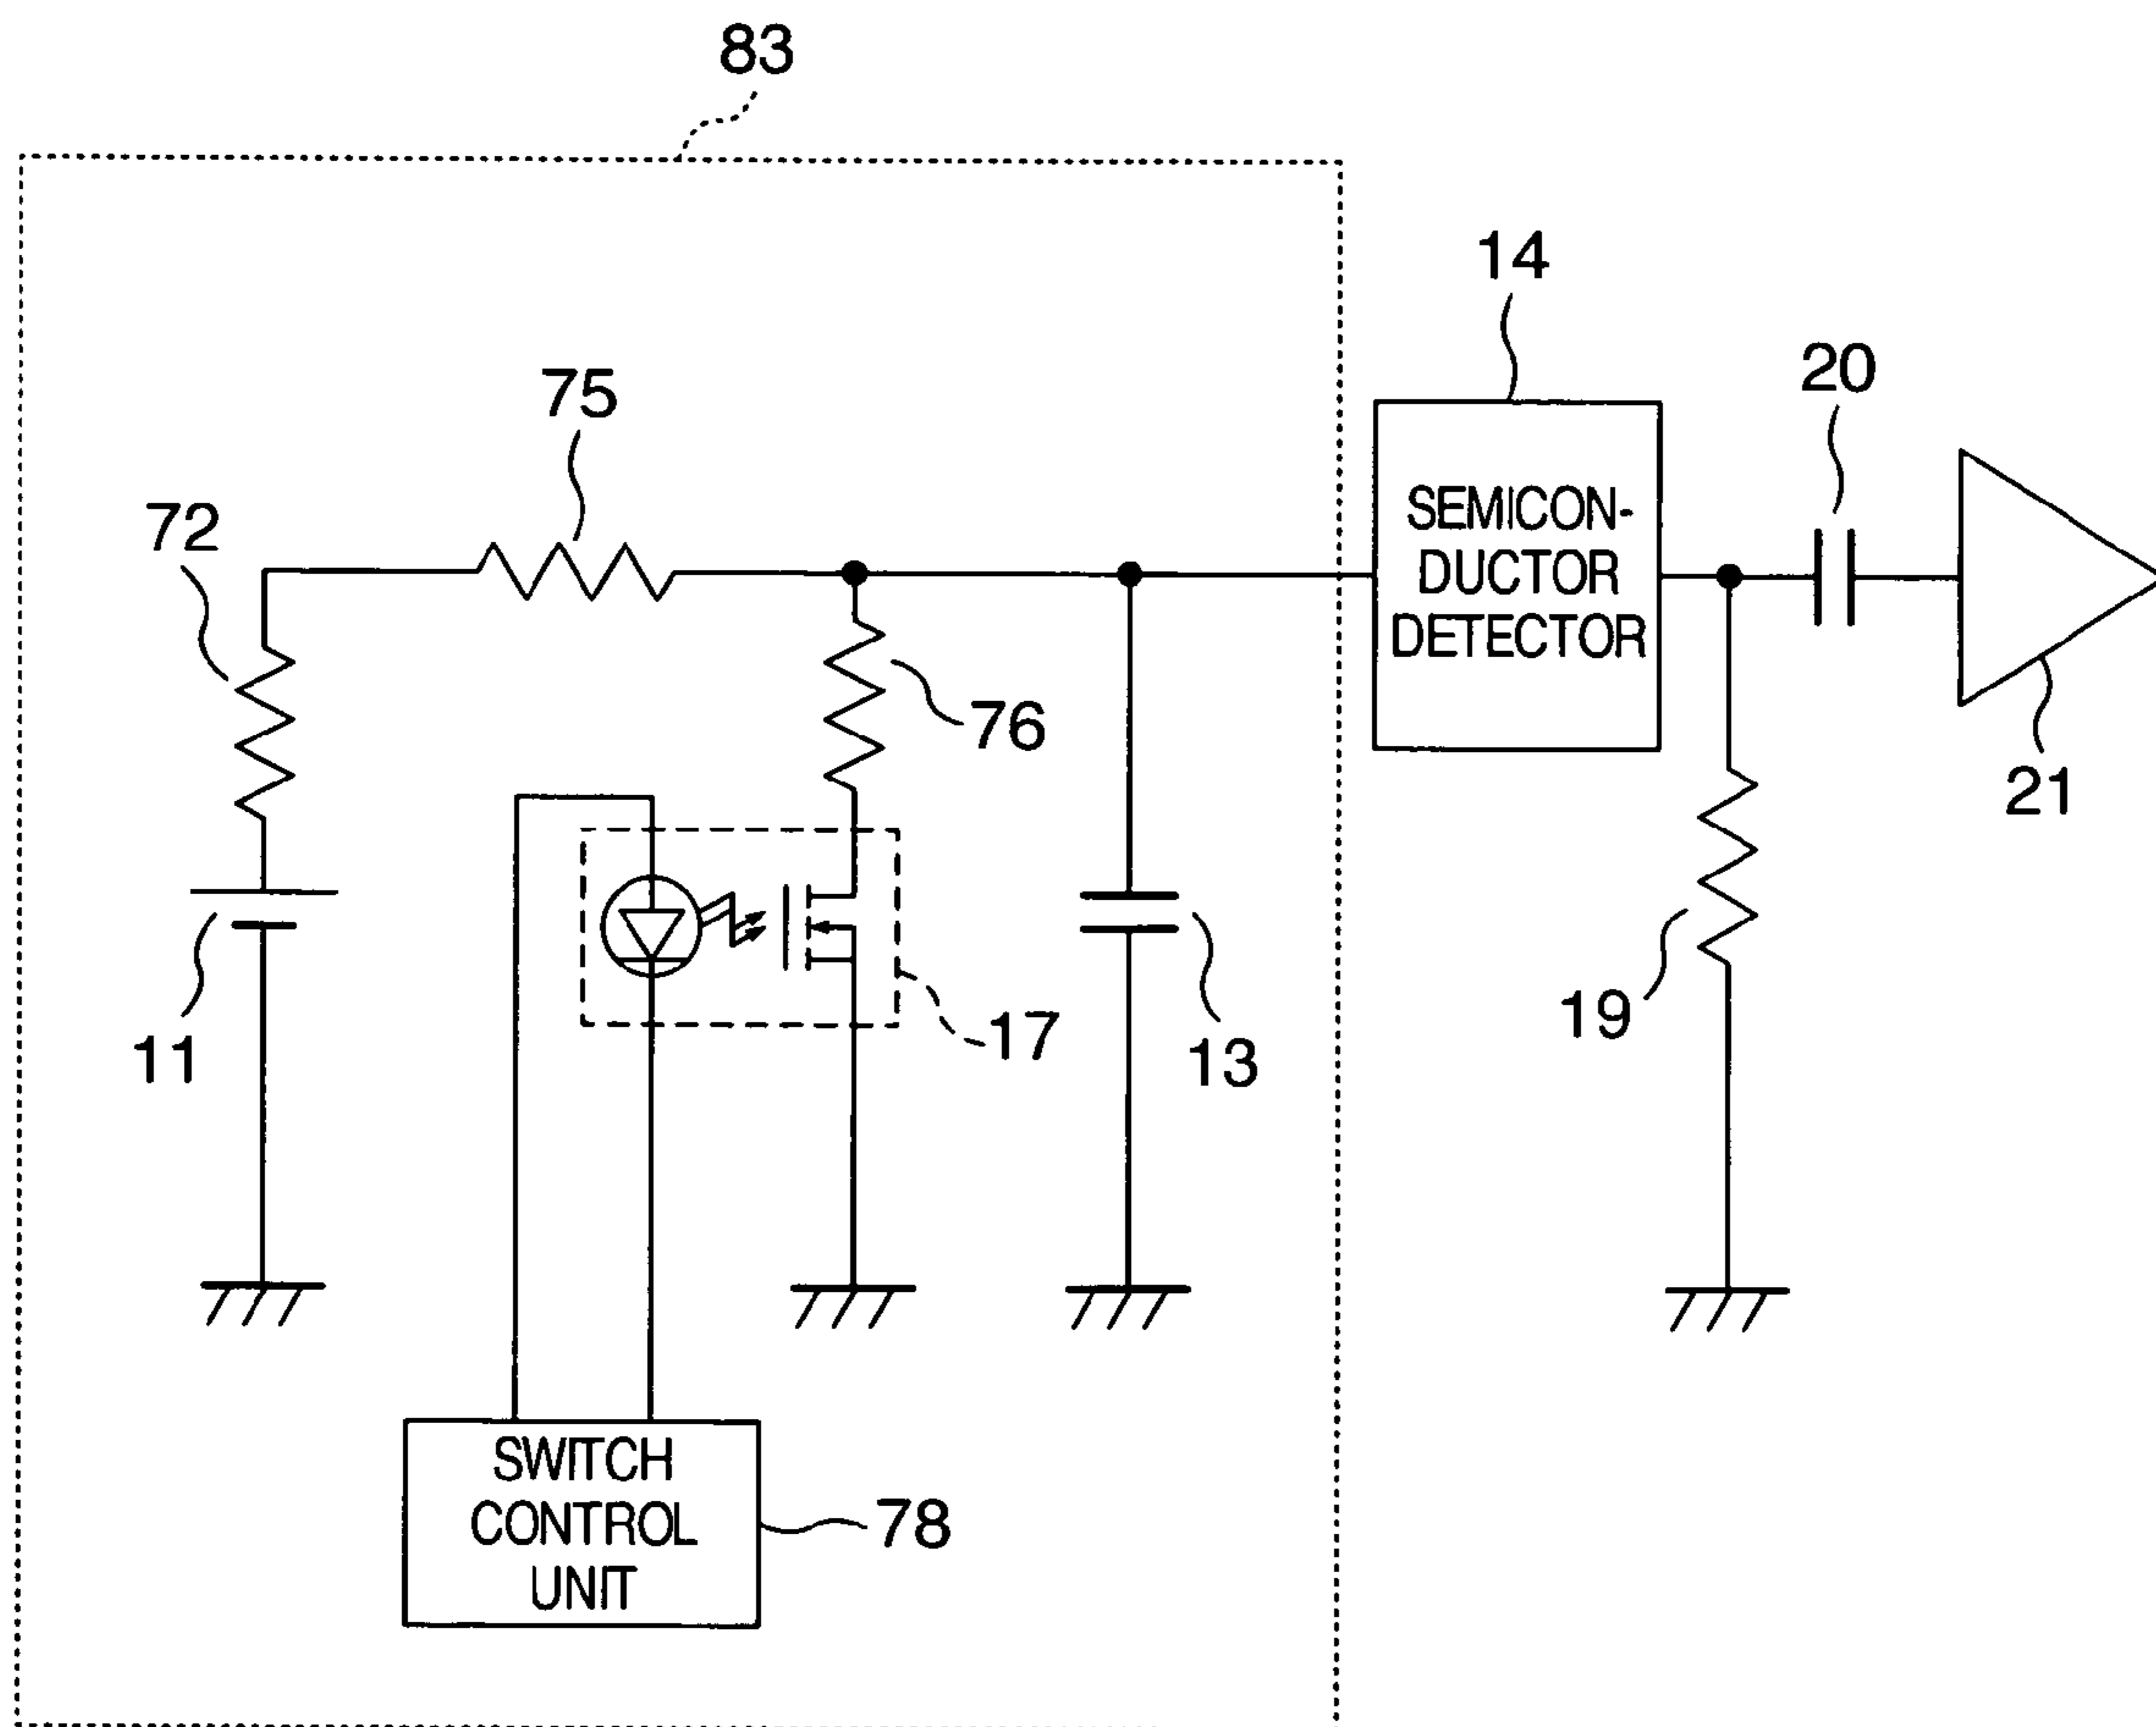 83
14
20
75
72
SEMICON-
DUCTOR
DETECTOR
76
21
19
11
17
13
SWITCH
CONTROL
UNIT
78